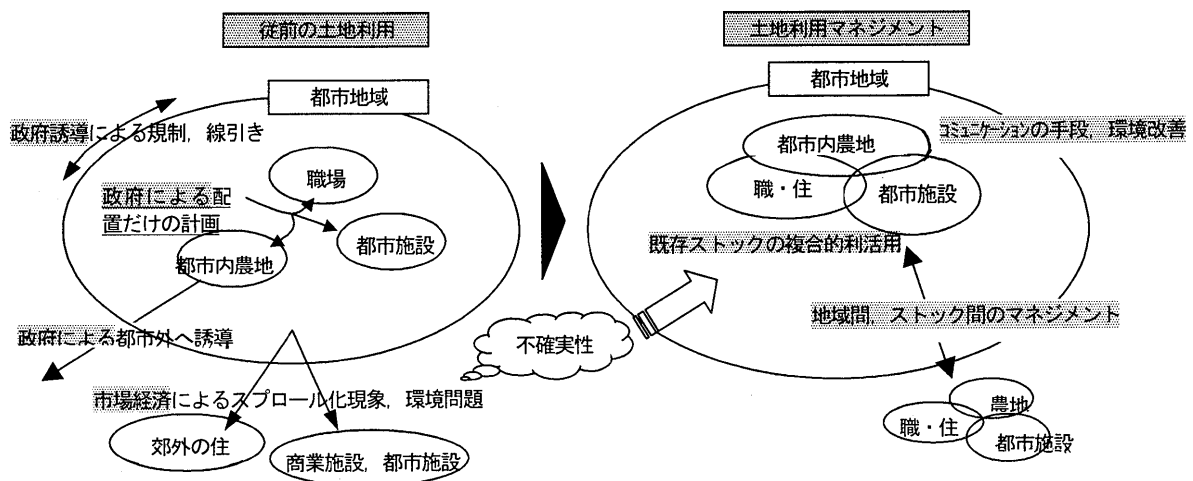 従前の土地利用
都市地域
政府誘導による規制，線引き
職場
政府による配
置だけの計画
都市施設
都市内農地
政府による都市外へ誘導
市場経済によるスプロール化現象，環境問題
郊外の住
商業施設，都市施設
不確実性
土地利用マネジメント
都市地域
ｺﾐｭﾆｹｰｼｮﾝの手段，環境改善
都市内農地
職・住
都市施設
既存ストックの複合的利活用
地域間，ストック間のマネジメント
農地
職・住
都市施設